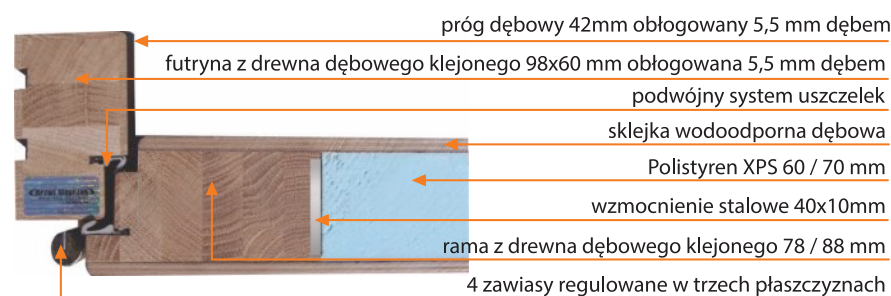 próg dębowy 42mm obłogowany 5,5 mm dębem
futryna z drewna dębowego klejonego 98x60 mm obłogowana 5,5 mm dębem
podwójny system uszczelek
sklejka wodoodporna dębowa
Polistyren XPS 60 / 70 mm
wzmocnienie stalowe 40x10mm
rama z drewna dębowego klejonego 78 / 88 mm
4 zawiasy regulowane w trzech płaszczyznach